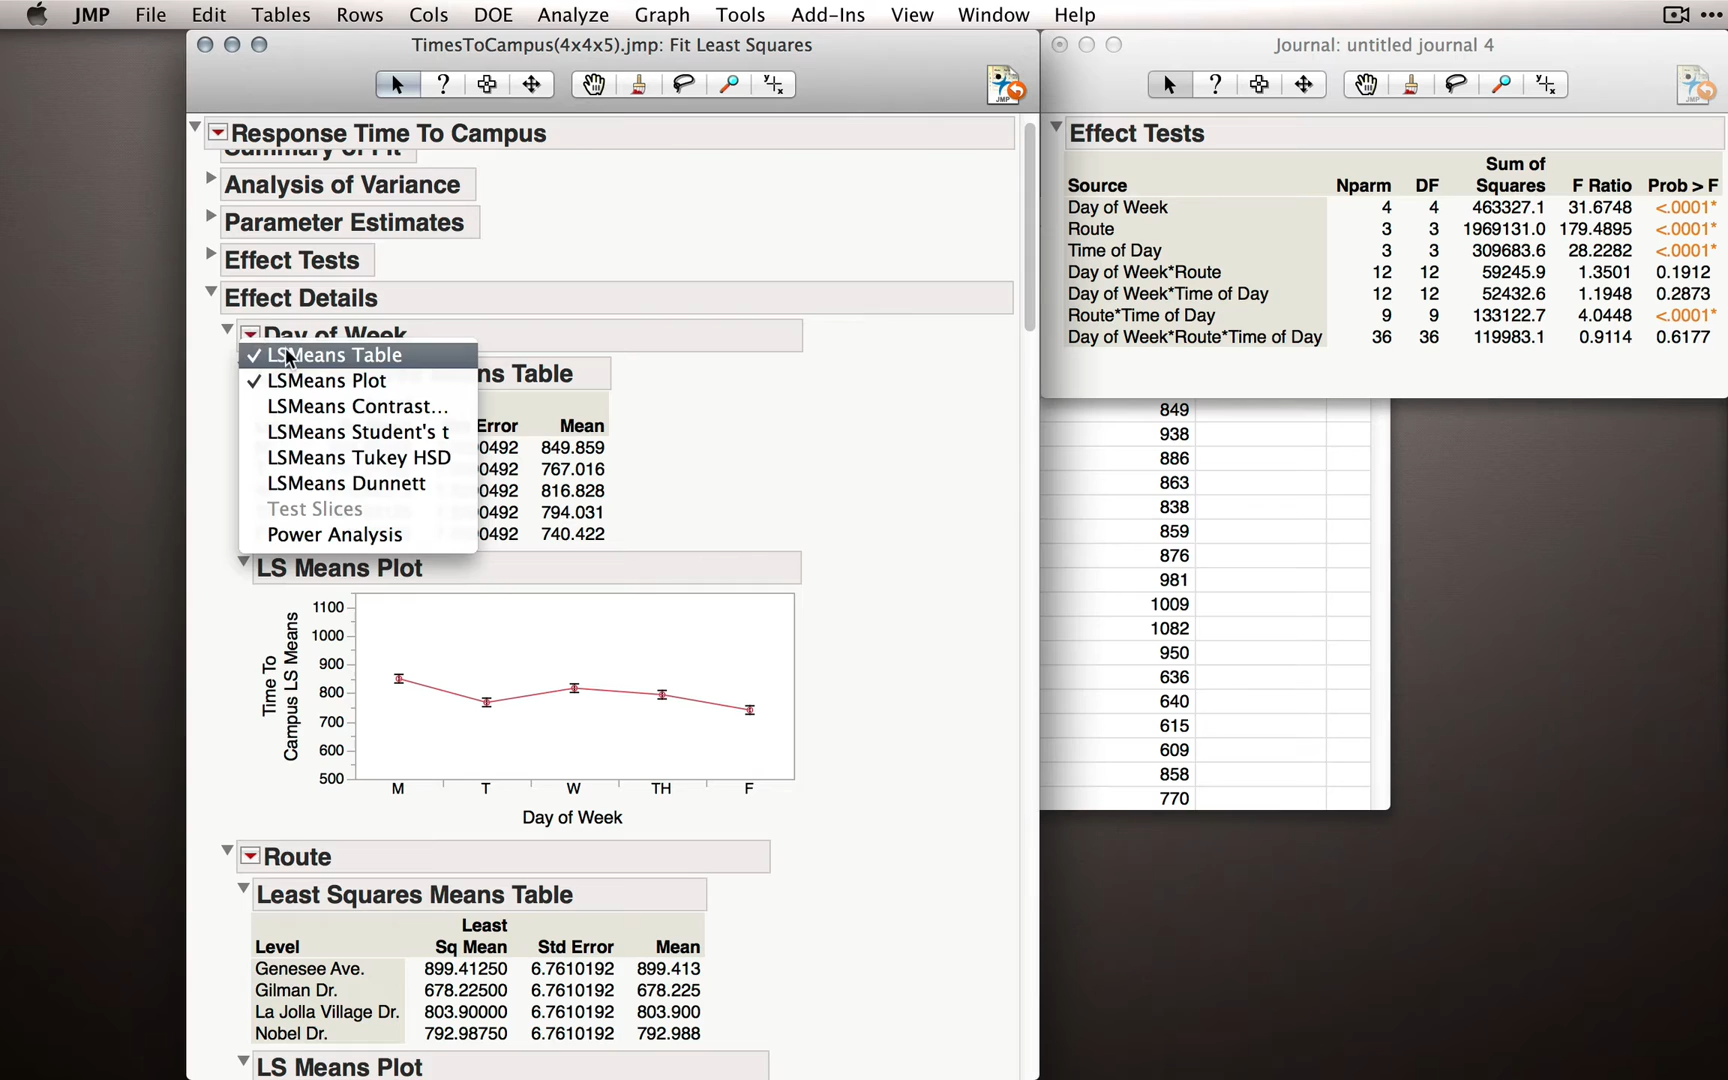 JMP File Edit Tables Rows Cols DOE Analyze Graph Tools Add-Ins View Window Help
TimesToCampus(4x4x5).jmp: Fit Least Squares
JMP
Response Time To Campus
Summary of Fit
Analysis of Variance
Parameter Estimates
Effect Tests
Effect Details
Day of Week
LSMeans Table
LSMeans Plot
LSMeans Contrast...
LSMeans Student's t
LSMeans Tukey HSD
LSMeans Dunnett
Test Slices
Power Analysis
ns Table
Error Mean
0492 849.859
0492 767.016
0492 816.828
0492 794.031
0492 740.422
LS Means Plot
Time To
Campus LS Means
1100
1000
900
800
700
600
500
M T W TH F
Day of Week
Route
Least Squares Means Table
Least
Level Sq Mean Std Error Mean
Genesee Ave. 899.41250 6.7610192 899.413
Gilman Dr. 678.22500 6.7610192 678.225
La Jolla Village Dr. 803.90000 6.7610192 803.900
Nobel Dr. 792.98750 6.7610192 792.988
LS Means Plot
Journal: untitled journal 4
Effect Tests
Sum of
Source Nparm DF Squares F Ratio Prob > F
Day of Week 4 4 463327.1 31.6748 <.0001*
Route 3 3 1969131.0 179.4895 <.0001*
Time of Day 3 3 309683.6 28.2282 <.0001*
Day of Week*Route 12 12 59245.9 1.3501 0.1912
Day of Week*Time of Day 12 12 52432.6 1.1948 0.2873
Route*Time of Day 9 9 133122.7 4.0448 <.0001*
Day of Week*Route*Time of Day 36 36 119983.1 0.9114 0.6177
849
938
886
863
838
859
876
981
1009
1082
950
636
640
615
609
858
770